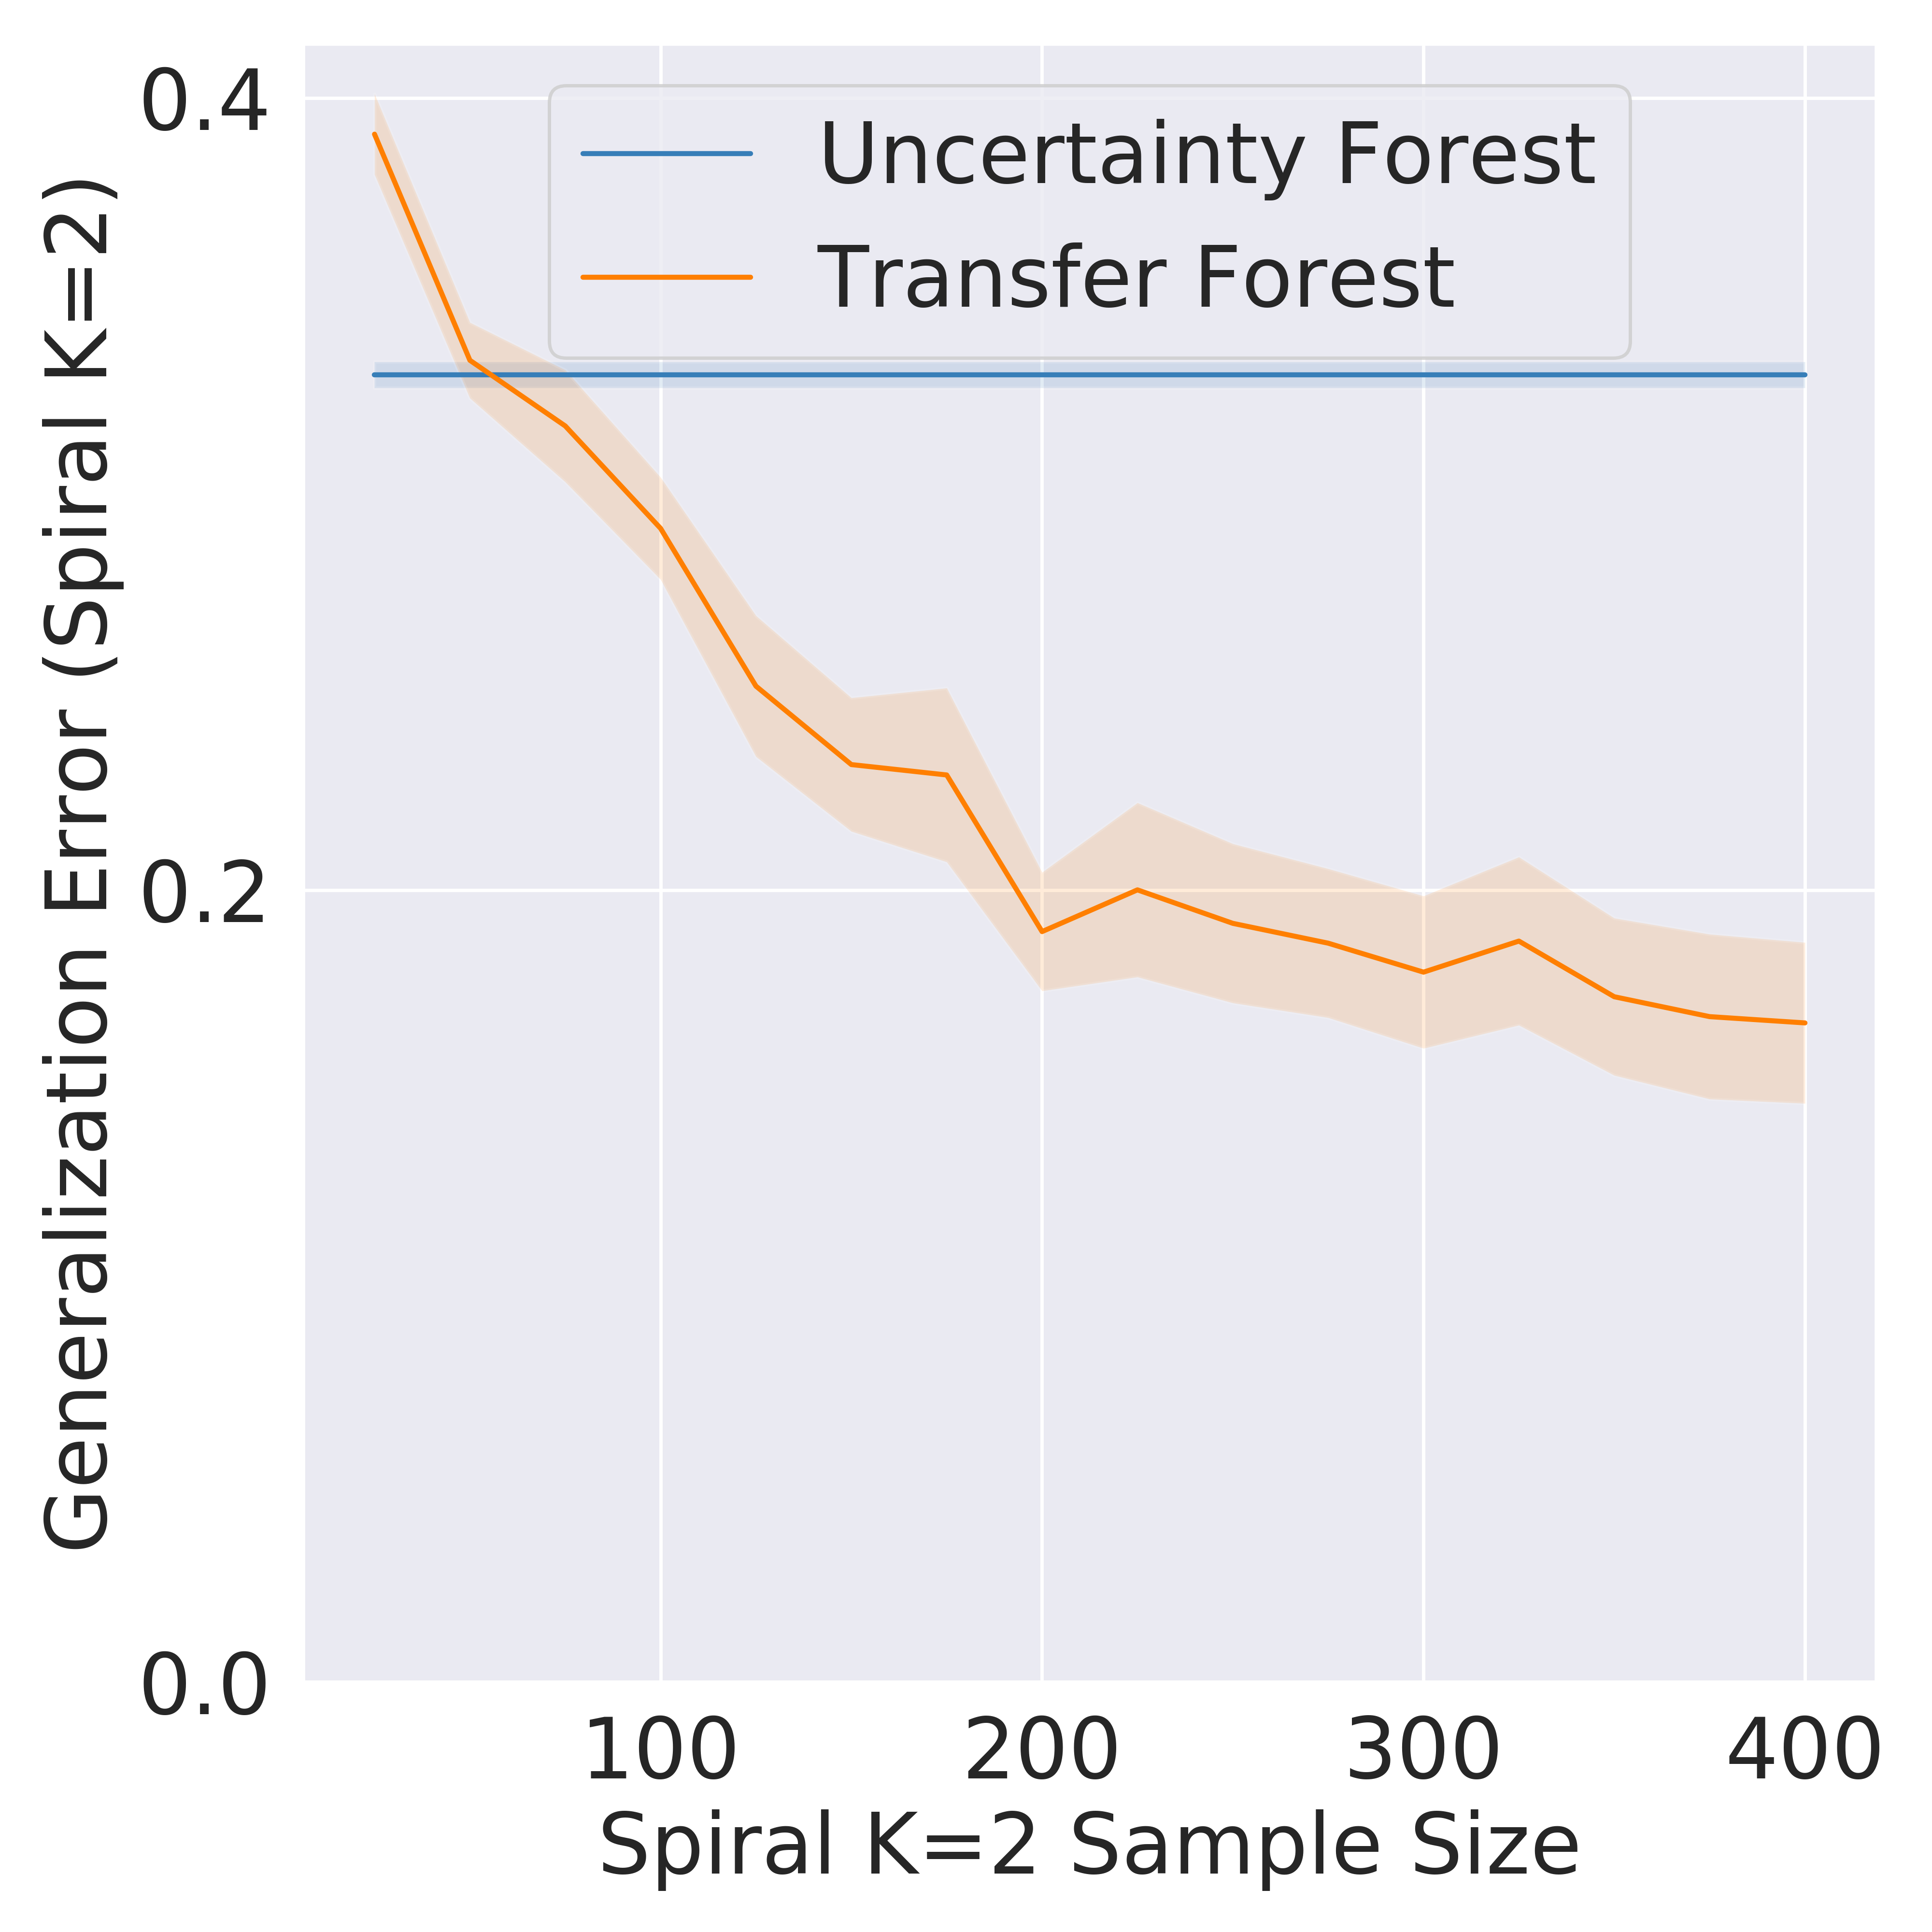 Generalization Error (Spiral K=2)
0.4
0.2
0.0
Uncertainty Forest
Transfer Forest
100 200 300 400
Spiral K=2 Sample Size